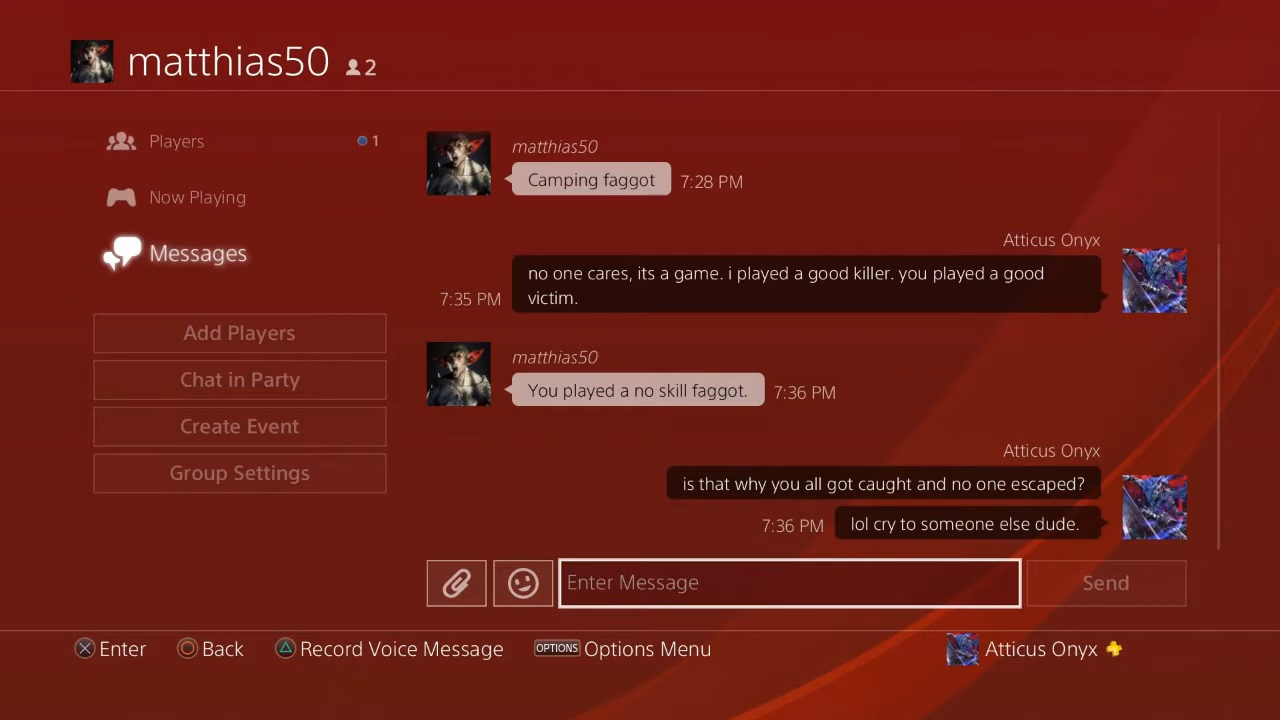 matthias50 2
Players 1
Now Playing
Messages
Add Players
Chat in Party
Create Event
Group Settings
matthias50
Camping faggot 7:28 PM
Atticus Onyx
no one cares, its a game. i played a good killer. you played a good
victim.
7:35 PM
matthias50
You played a no skill faggot. 7:36 PM
Atticus Onyx
is that why you all got caught and no one escaped?
7:36 PM lol cry to someone else dude.
Enter Message Send
Enter Back Record Voice Message OPTIONS Options Menu Atticus Onyx